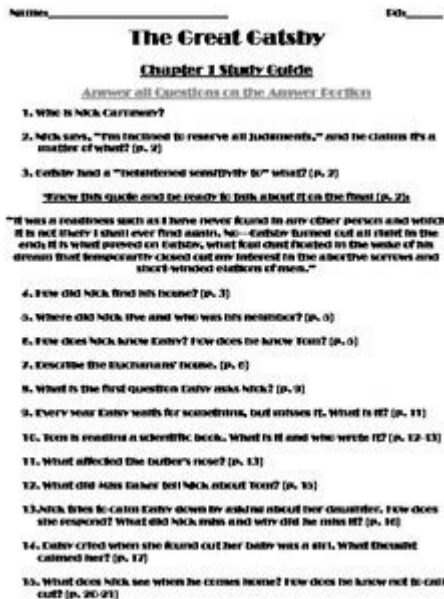 Name: Pd:
The Great Gatsby
Chapter 1 Study Guide
Answer all Questions on the Answer Portion
1. Who is Nick Carraway?
2. Nick says, "I'm inclined to reserve all judgments," and he claims it's a
matter of what? (p. 2)
3. Gatsby had a "heightened sensitivity to" what? (p. 2)
*Know this quote and be ready to talk about it on the final (p. 2):
"It was a readiness such as I have never found in any other person and which
it is not likely I shall ever find again. No—Gatsby turned out all right in the
end; it is what preyed on Gatsby, what foul dust floated in the wake of his
dream that temporarily closed out my interest in the abortive sorrows and
short-winded elations of men."
4. How did Nick find his house? (p. 3)
5. Where did Nick live and who was his neighbor? (p. 5)
6. How does Nick know Daisy? How does he know Tom? (p. 5)
7. Describe the Buchanans' house. (p. 6)
8. What is the first question Daisy asks Nick? (p. 9)
9. Every year Daisy waits for something, but misses it. What is it? (p. 11)
10. Tom is reading a scientific book. What is it and who wrote it? (p. 12-13)
11. What affected the butler's nose? (p. 13)
12. What did Miss Baker tell Nick about Tom? (p. 15)
13. Nick tries to calm Daisy down by asking about her daughter. How does
she respond? What did Nick miss and why did he miss it? (p. 16)
14. Daisy cried when she found out her baby was a girl. What thought
calmed her? (p. 17)
15. What does Nick see when he comes home? How does he know not to call
out? (p. 20-21)